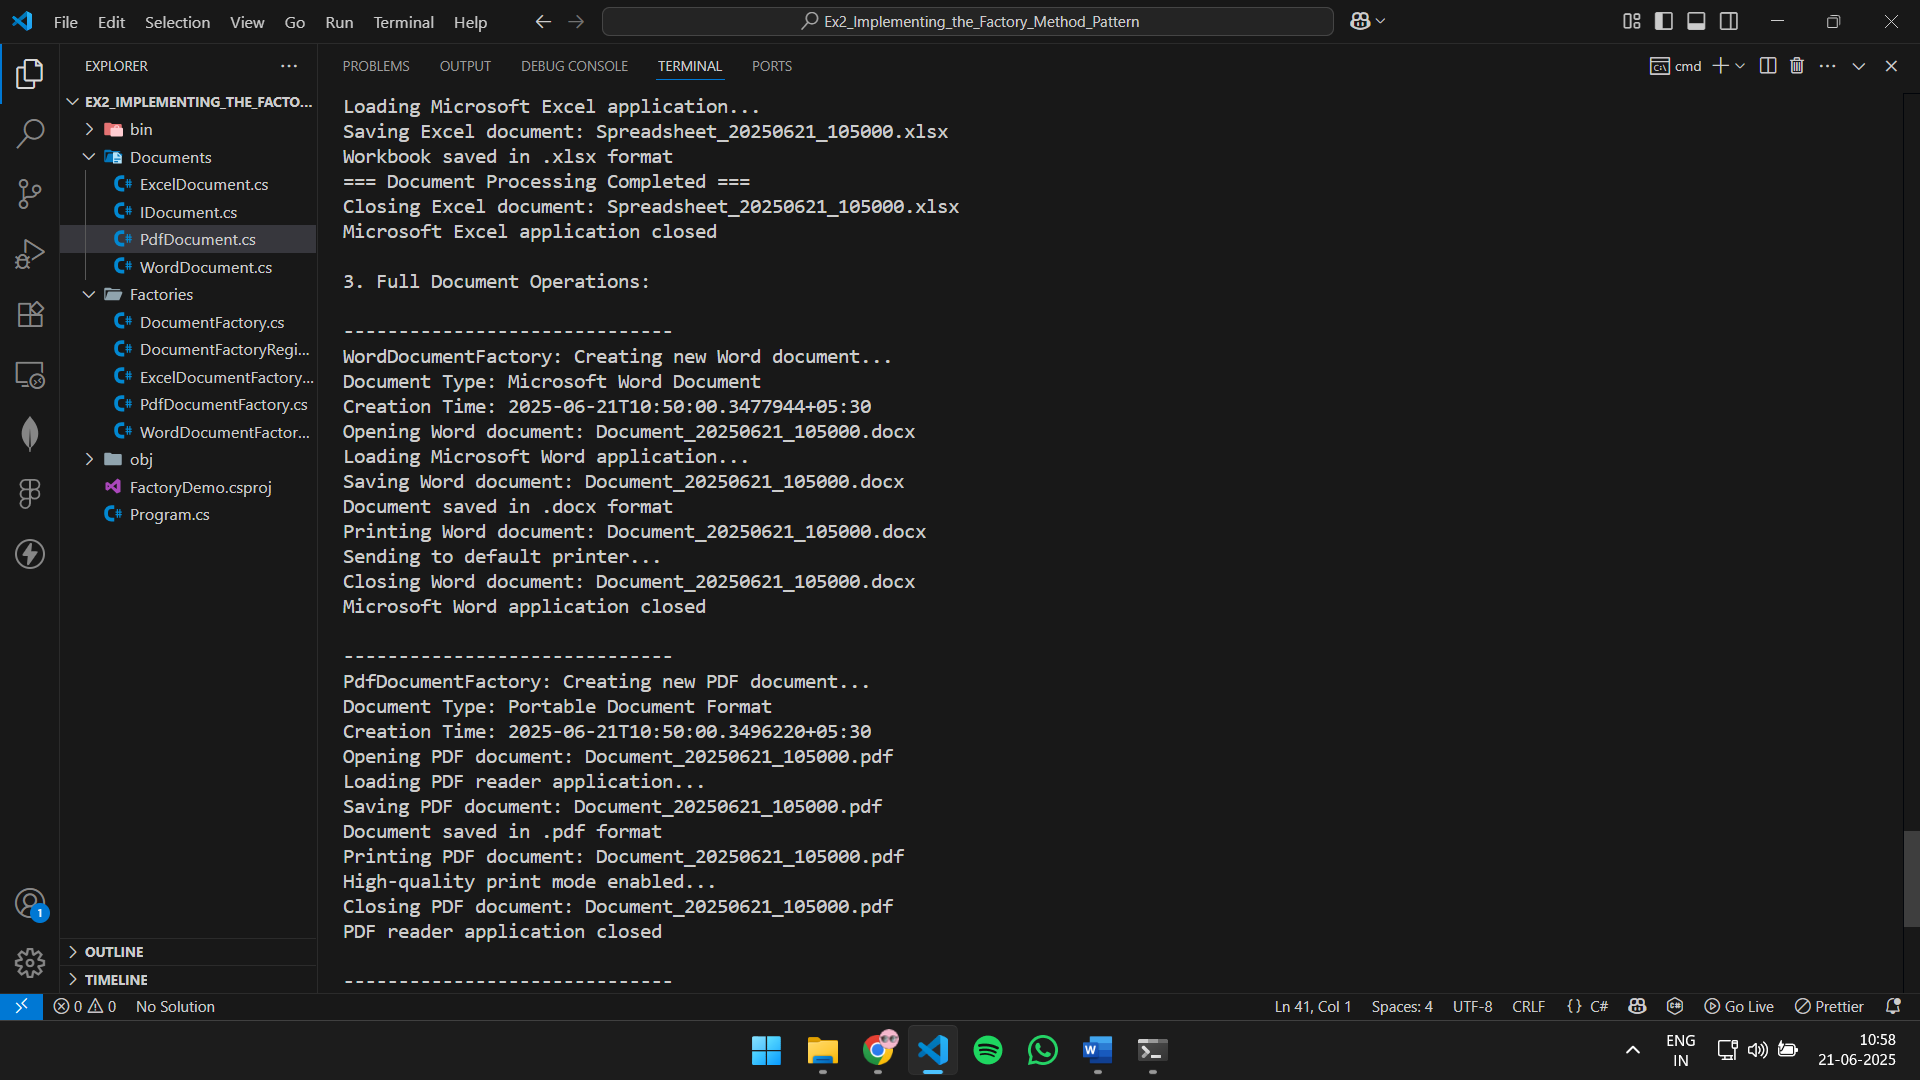 File Edit Selection View Go Run Terminal Help
Ex2_Implementing_the_Factory_Method_Pattern
EXPLORER
EX2_IMPLEMENTING_THE_FACTO...
bin
Documents
ExcelDocument.cs
IDocument.cs
PdfDocument.cs
WordDocument.cs
Factories
DocumentFactory.cs
DocumentFactoryRegi...
ExcelDocumentFactory...
PdfDocumentFactory.cs
WordDocumentFactor...
obj
FactoryDemo.csproj
Program.cs
OUTLINE
TIMELINE
PROBLEMS OUTPUT DEBUG CONSOLE TERMINAL PORTS
cmd
Loading Microsoft Excel application...
Saving Excel document: Spreadsheet_20250621_105000.xlsx
Workbook saved in .xlsx format
=== Document Processing Completed ===
Closing Excel document: Spreadsheet_20250621_105000.xlsx
Microsoft Excel application closed
3. Full Document Operations:
------------------------------
WordDocumentFactory: Creating new Word document...
Document Type: Microsoft Word Document
Creation Time: 2025-06-21T10:50:00.3477944+05:30
Opening Word document: Document_20250621_105000.docx
Loading Microsoft Word application...
Saving Word document: Document_20250621_105000.docx
Document saved in .docx format
Printing Word document: Document_20250621_105000.docx
Sending to default printer...
Closing Word document: Document_20250621_105000.docx
Microsoft Word application closed
------------------------------
PdfDocumentFactory: Creating new PDF document...
Document Type: Portable Document Format
Creation Time: 2025-06-21T10:50:00.3496220+05:30
Opening PDF document: Document_20250621_105000.pdf
Loading PDF reader application...
Saving PDF document: Document_20250621_105000.pdf
Document saved in .pdf format
Printing PDF document: Document_20250621_105000.pdf
High-quality print mode enabled...
Closing PDF document: Document_20250621_105000.pdf
PDF reader application closed
------------------------------
1
0 0 No Solution
Ln 41, Col 1 Spaces: 4 UTF-8 CRLF {} C# Go Live Prettier
ENG
IN
10:58
21-06-2025